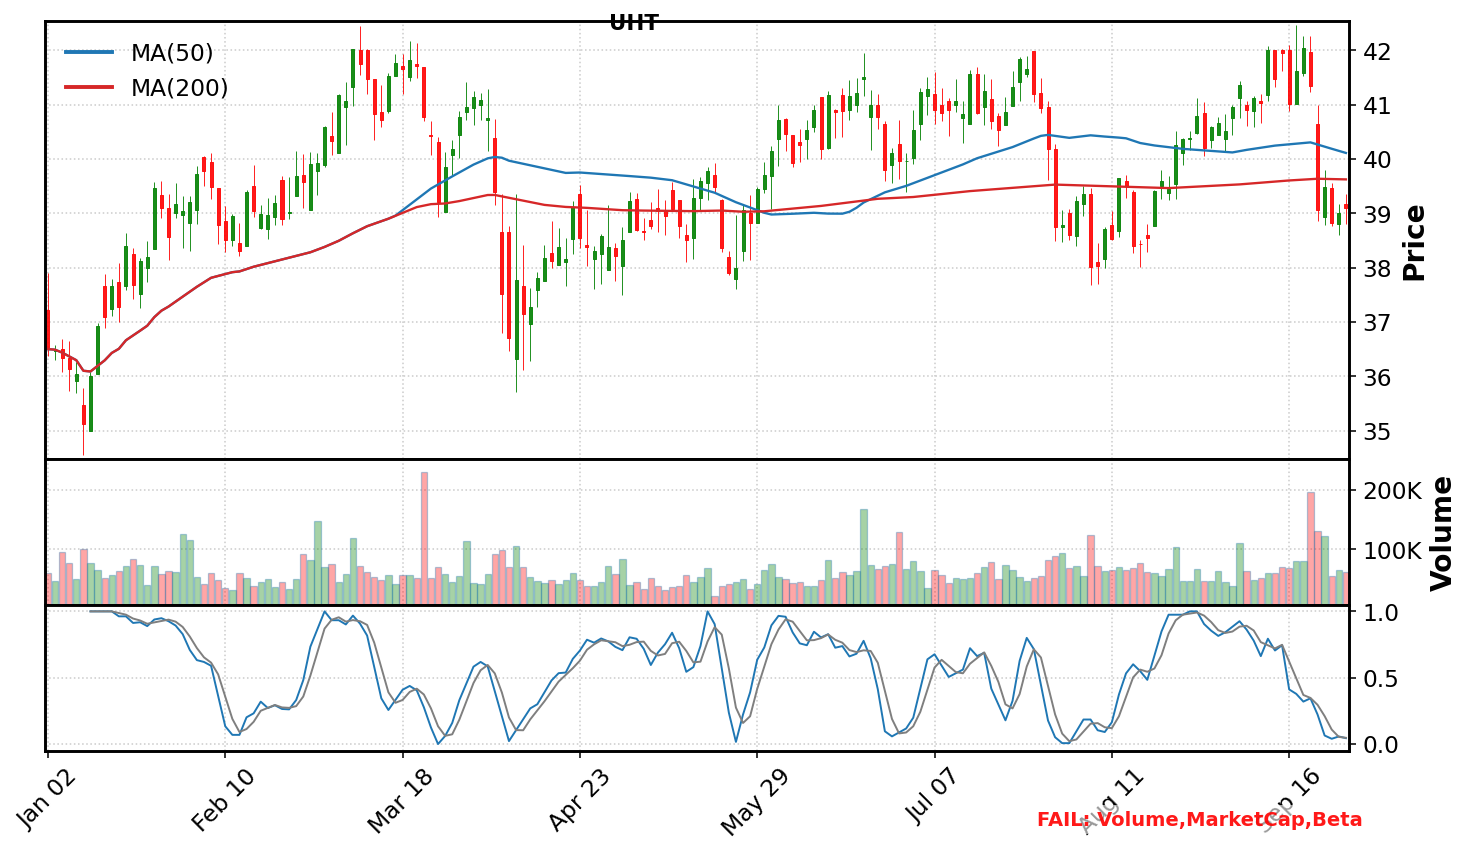 UHT
MA(50)
MA(200)
42
41
40
39
38
37
36
35
Price
200K
100K
Volume
1.0
0.5
0.0
Jan 02
Feb 10
Mar 18
Apr 23
May 29
Jul 07
Aug 11
Sep 16
FAIL: Volume,MarketCap,Beta